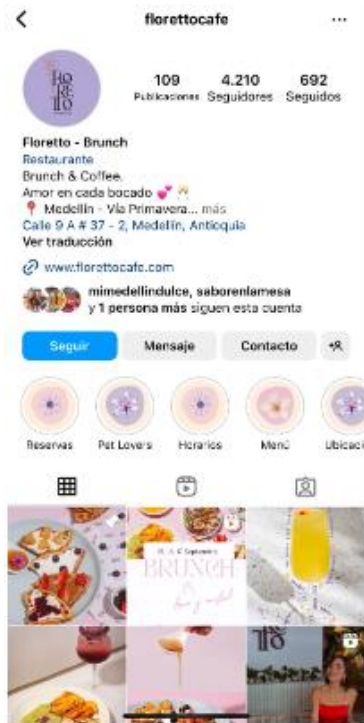 florettocafe
109
4.210
692
Publicaciones
Seguidores
Seguidos
Floretto - Brunch
Restaurante
Brunch & Coffee.
Amor en cada bocado 💕 🥂
📍 Medellín - Vía Primavera... más
Calle 9 A # 37 - 2, Medellín, Antioquia
Ver traducción
www.florettocafe.com
mimedellindulce, saborenlamesa
y 1 persona más siguen esta cuenta
Seguir
Mensaje
Contacto
Reservas
Pet Lovers
Horarios
Menú
Ubicaci
BRUNCH